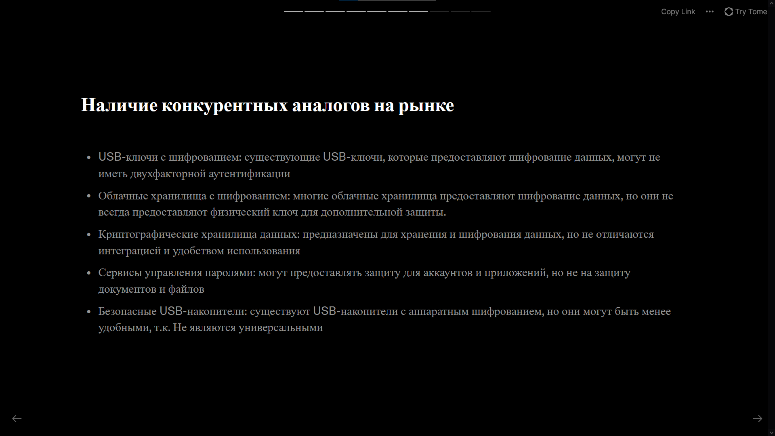 Copy Link
Try Tome
Наличие конкурентных аналогов на рынке
• USB-ключи с шифрованием: существующие USB-ключи, которые предоставляют шифрование данных, могут не
иметь двухфакторной аутентификации
• Облачные хранилища с шифрованием: многие облачные хранилища предоставляют шифрование данных, но они не
всегда предоставляют физический ключ для дополнительной защиты.
• Криптографические хранилища данных: предназначены для хранения и шифрования данных, но не отличаются
интеграцией и удобством использования
• Сервисы управления паролями: могут предоставлять защиту для аккаунтов и приложений, но не на защиту
документов и файлов
• Безопасные USB-накопители: существуют USB-накопители с аппаратным шифрованием, но они могут быть менее
удобными, т.к. Не являются универсальными